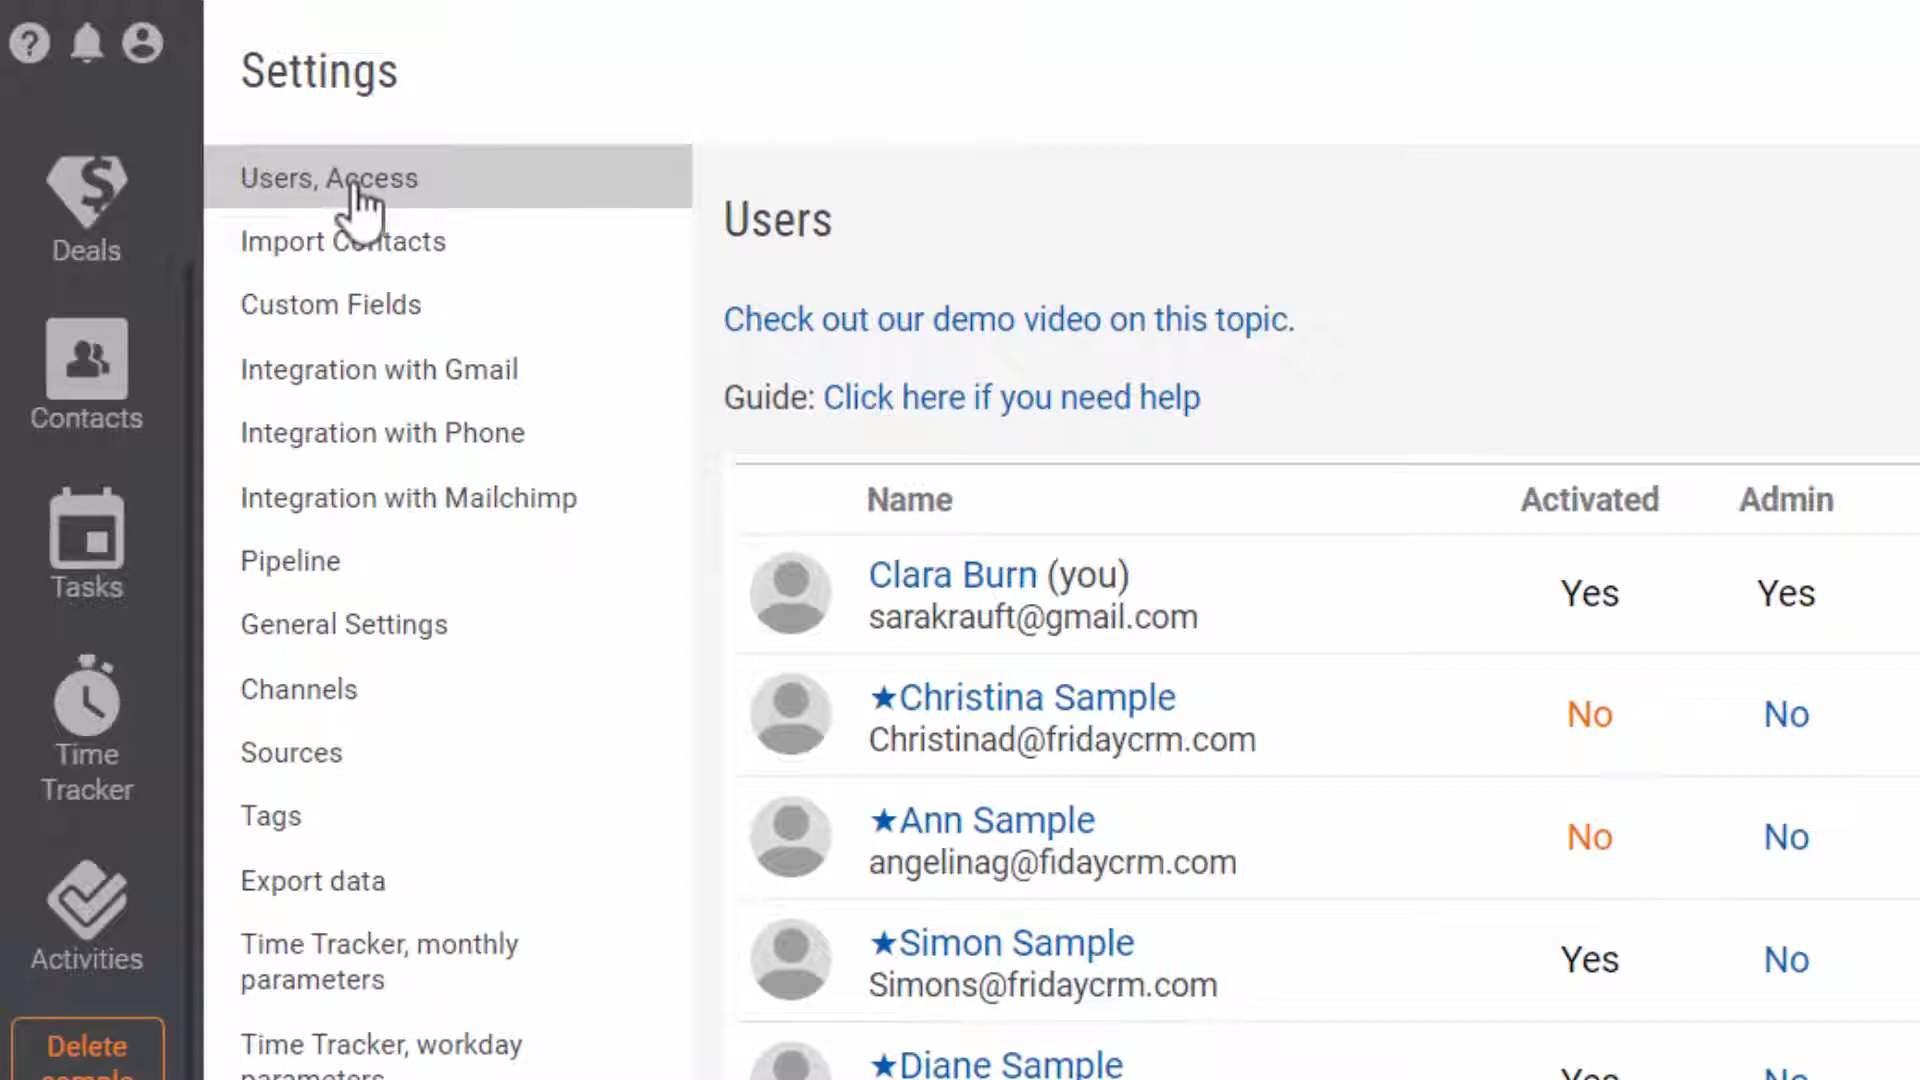 Settings
Deals
Contacts
Tasks
Time
Tracker
Activities
Delete
sample
Users, Access
Import Contacts
Custom Fields
Integration with Gmail
Integration with Phone
Integration with Mailchimp
Pipeline
General Settings
Channels
Sources
Tags
Export data
Time Tracker, monthly
parameters
Time Tracker, workday
parameters
Users
Check out our demo video on this topic.
Guide: Click here if you need help
Name Activated Admin
Clara Burn (you)
sarakrauft@gmail.com
Yes Yes
★Christina Sample
Christinad@fridaycrm.com
No No
★Ann Sample
angelinag@fidaycrm.com
No No
★Simon Sample
Simons@fridaycrm.com
Yes No
★Diane Sample
Yes No